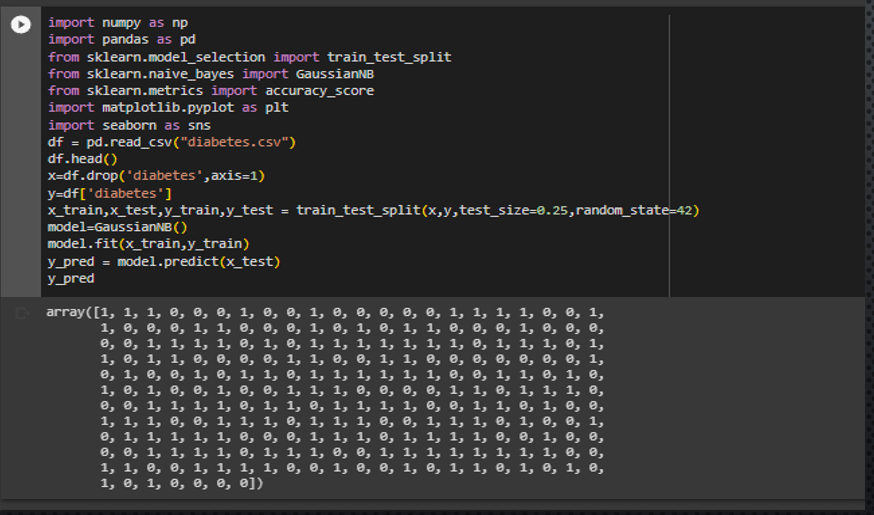 import numpy as np
import pandas as pd
from sklearn.model_selection import train_test_split
from sklearn.naive_bayes import GaussianNB
from sklearn.metrics import accuracy_score
import matplotlib.pyplot as plt
import seaborn as sns
df = pd.read_csv("diabetes.csv")
df.head()
x=df.drop('diabetes',axis=1)
y=df['diabetes']
x_train,x_test,y_train,y_test = train_test_split(x,y,test_size=0.25,random_state=42)
model=GaussianNB()
model.fit(x_train,y_train)
y_pred = model.predict(x_test)
y_pred
array([1, 1, 1, 0, 0, 0, 1, 0, 0, 1, 0, 0, 0, 0, 0, 1, 1, 1, 1, 0, 0, 1,
1, 0, 0, 0, 1, 1, 0, 0, 0, 1, 0, 1, 0, 1, 1, 0, 0, 0, 1, 0, 0, 0,
0, 0, 1, 1, 1, 1, 0, 1, 0, 1, 1, 1, 1, 1, 1, 1, 0, 1, 1, 1, 0, 1,
1, 0, 1, 1, 0, 0, 0, 0, 1, 1, 0, 0, 1, 1, 0, 0, 0, 0, 0, 0, 0, 1,
0, 1, 0, 0, 1, 0, 1, 1, 0, 1, 1, 1, 1, 1, 1, 0, 0, 1, 1, 0, 1, 0,
1, 0, 1, 0, 0, 1, 0, 0, 1, 1, 1, 0, 0, 0, 0, 1, 1, 0, 1, 1, 1, 0,
0, 0, 1, 1, 1, 1, 0, 1, 1, 0, 1, 1, 1, 1, 0, 0, 1, 1, 0, 1, 0, 0,
1, 1, 1, 0, 0, 1, 1, 1, 0, 1, 1, 1, 0, 0, 1, 1, 1, 0, 1, 0, 0, 1,
0, 1, 1, 1, 1, 1, 0, 0, 0, 1, 1, 1, 0, 1, 1, 1, 1, 0, 0, 1, 0, 0,
0, 0, 1, 1, 1, 1, 0, 1, 1, 1, 0, 0, 1, 1, 1, 1, 1, 1, 1, 1, 0, 0,
1, 1, 0, 0, 1, 1, 1, 1, 0, 0, 1, 0, 0, 1, 0, 1, 1, 0, 1, 0, 1, 0,
1, 0, 1, 0, 0, 0, 0])